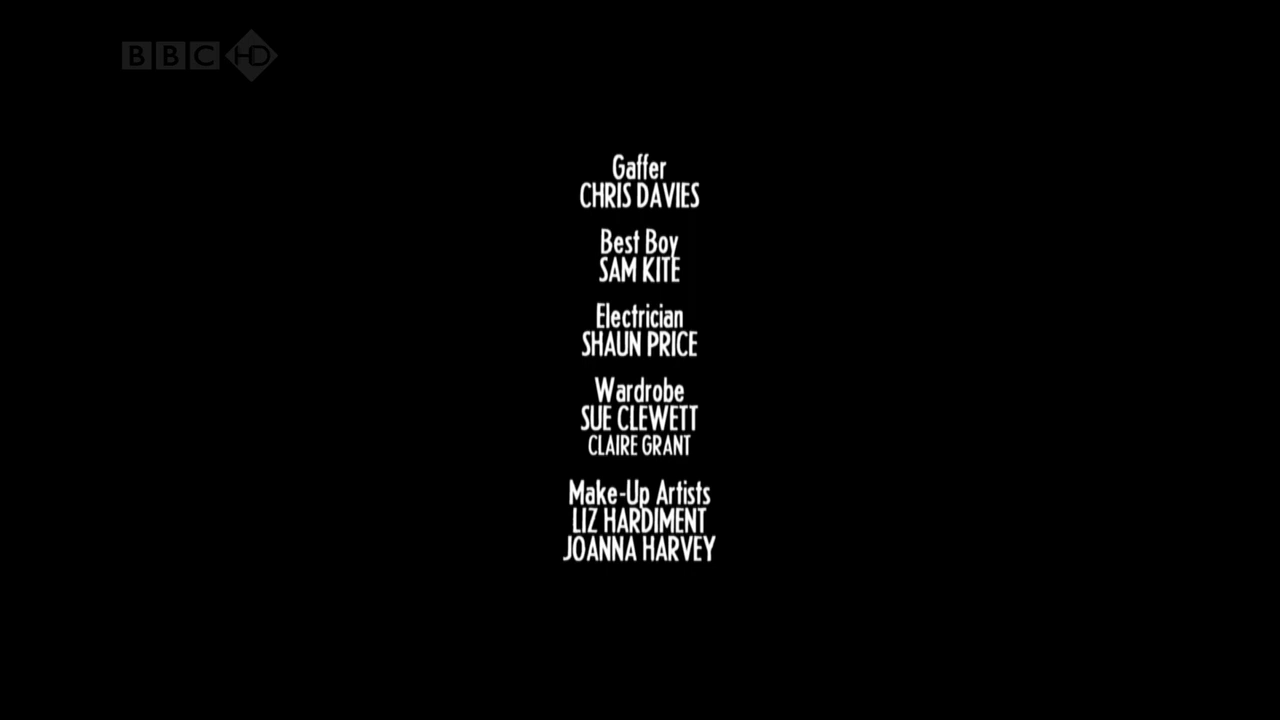 BBC HD
Gaffer
CHRIS DAVIES
Best Boy
SAM KITE
Electrician
SHAUN PRICE
Wardrobe
SUE CLEWETT
CLAIRE GRANT
Make-Up Artists
LIZ HARDIMENT
JOANNA HARVEY